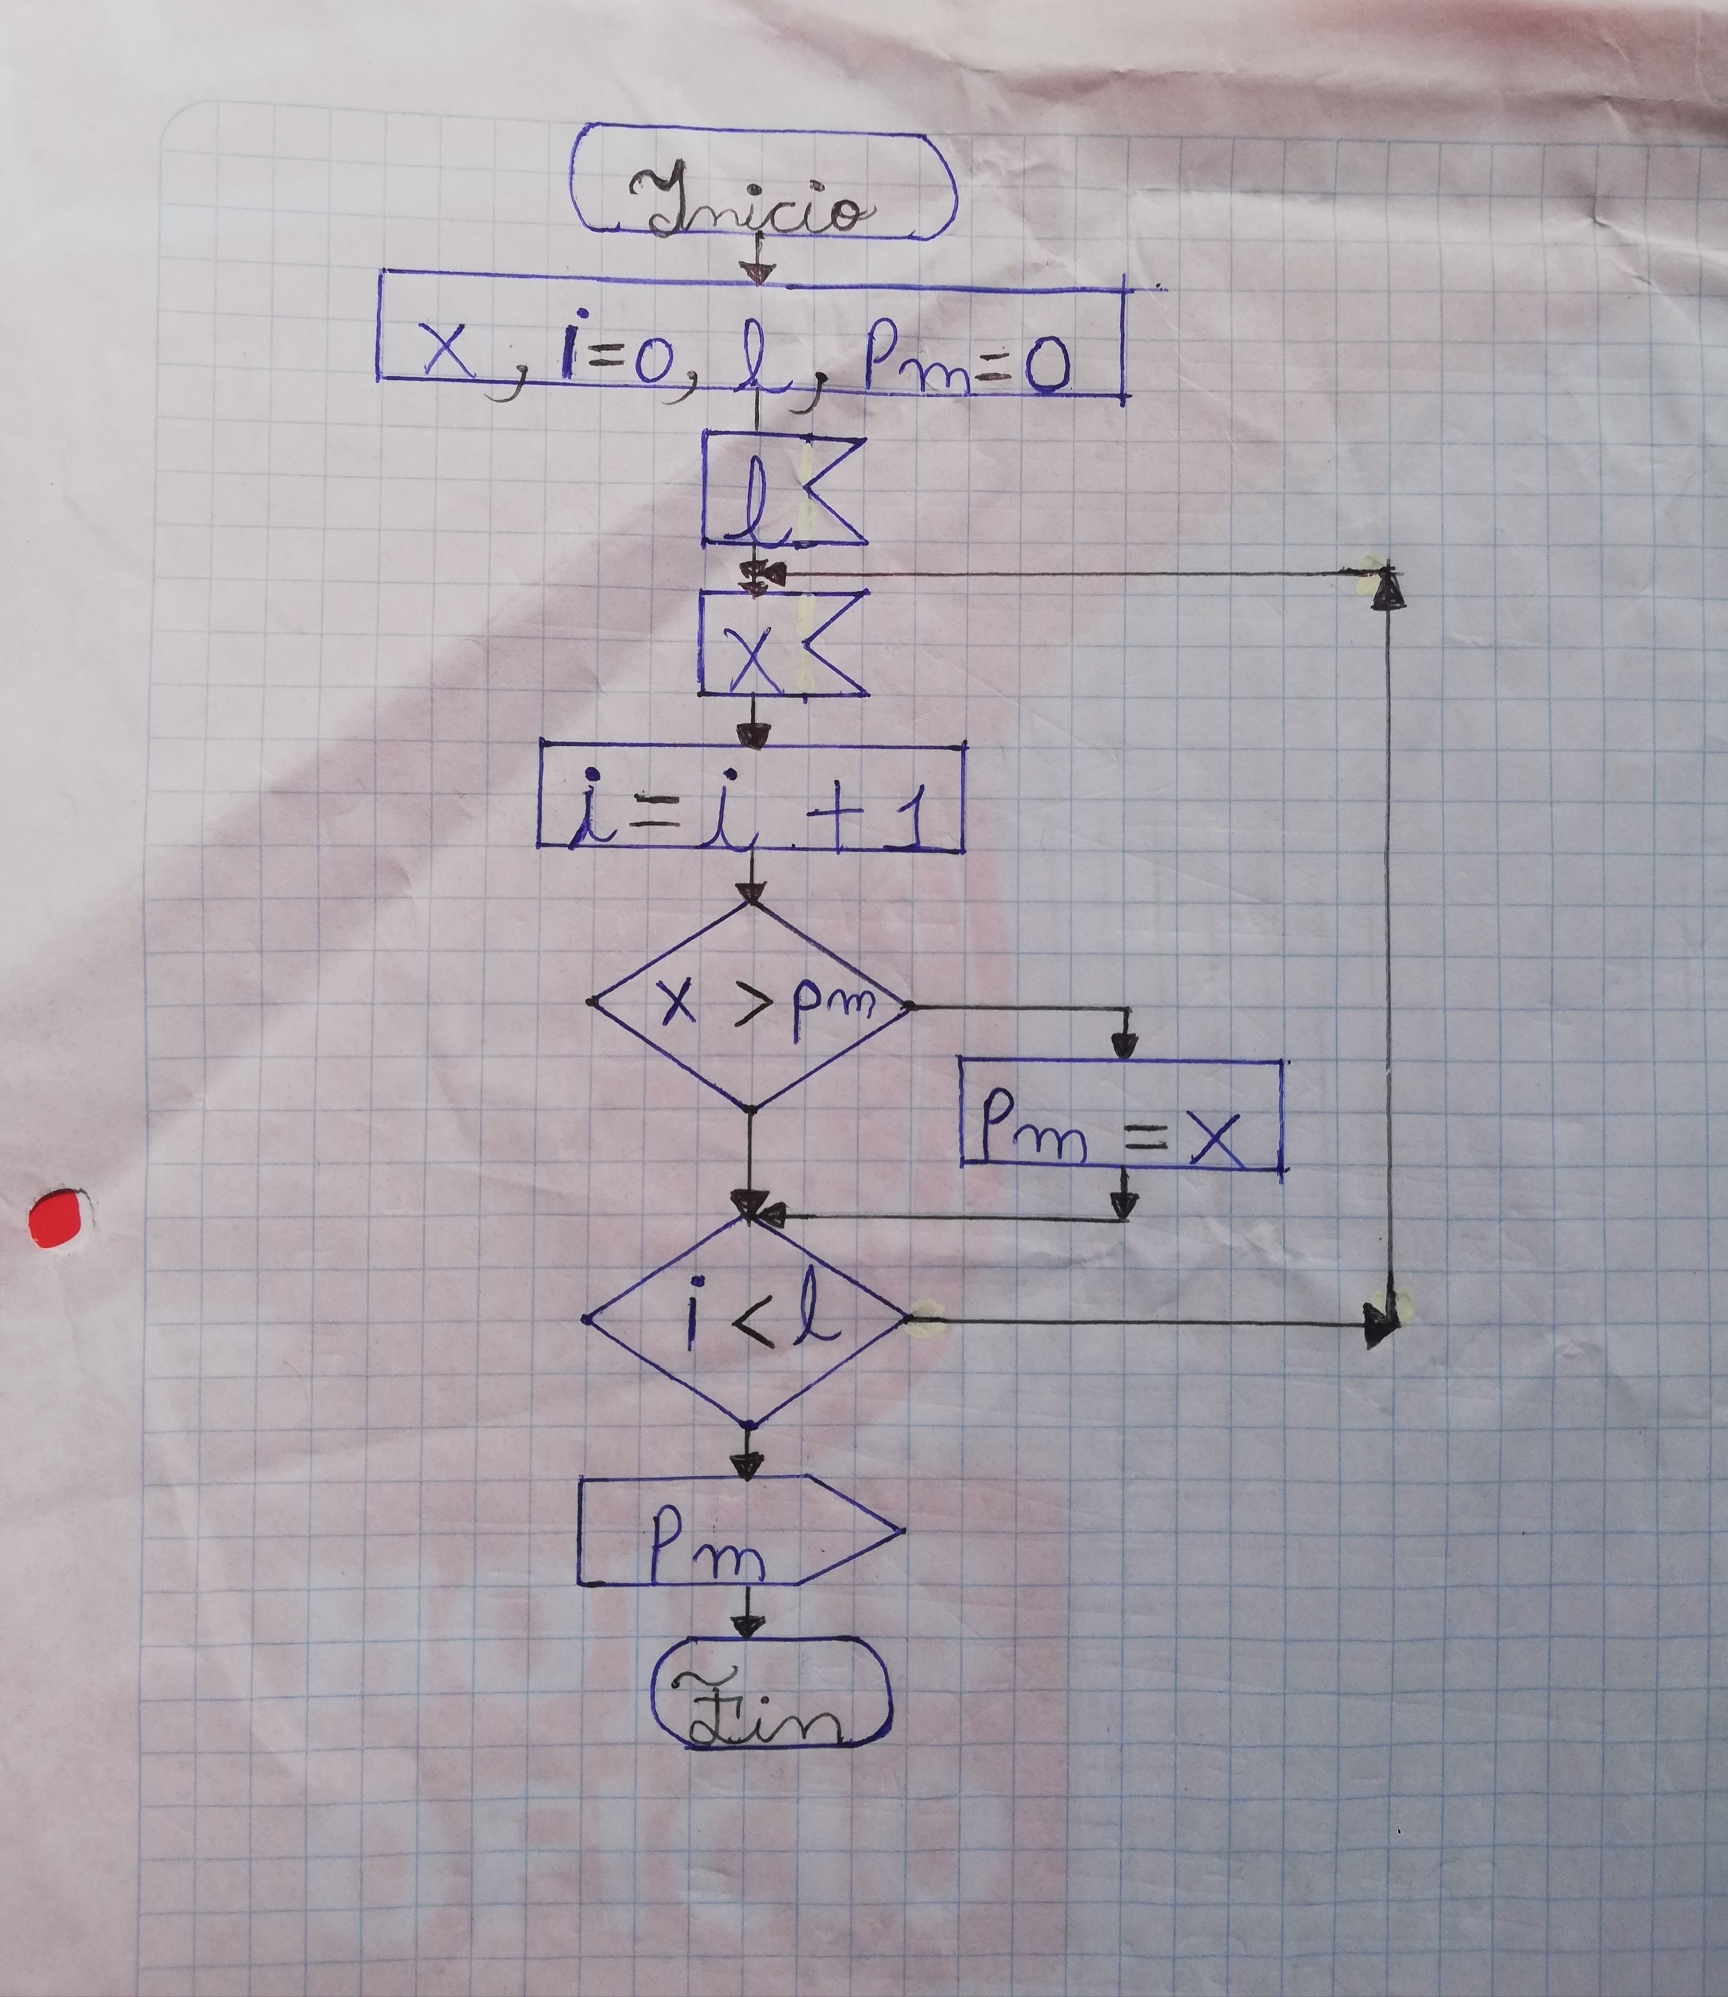 Inicio
x, i=0, l, Pm=0
l
x
i = i + 1
x > pm
Pm = x
i < l
Pm
Fin